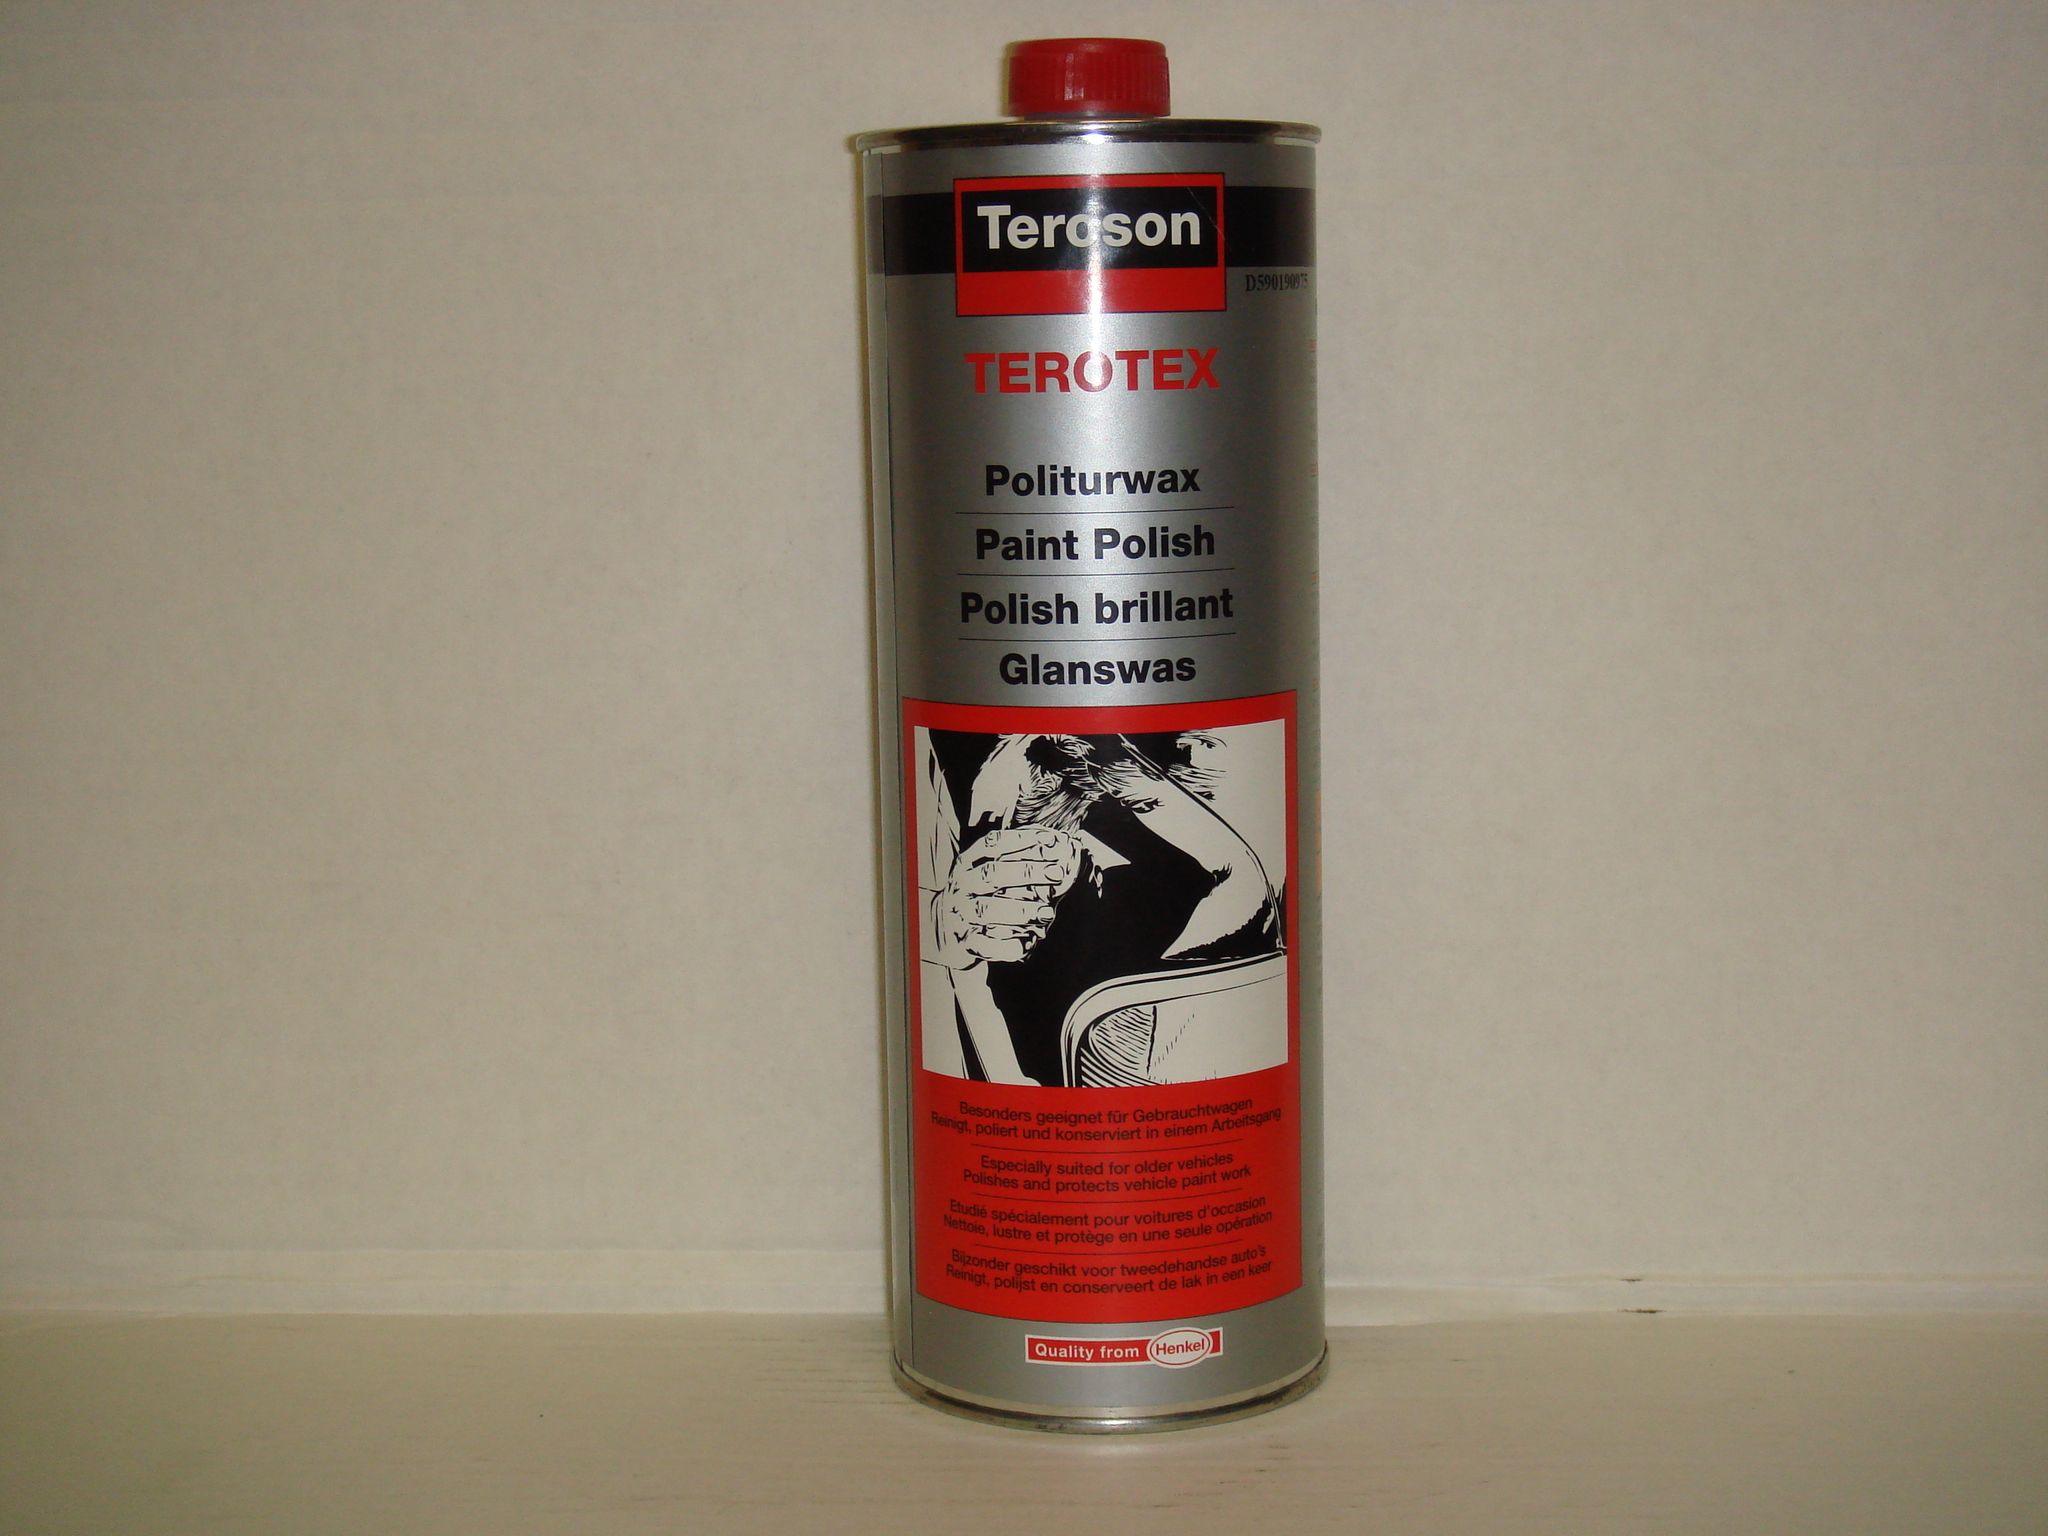 Teroson
D590190975
TEROTEX
Politurwax
Paint Polish
Polish brillant
Glanswas
Besonders geeignet für Gebrauchtwagen
Reinigt, poliert und konserviert in einem Arbeitsgang
Especially suited for older vehicles
Polishes and protects vehicle paint work
Etudié spécialement pour voitures d'occasion
Nettoie, lustre et protège en une seule opération
Bijzonder geschikt voor tweedehandse auto's
Reinigt, polijst en conserveert de lak in een keer
Quality from Henkel